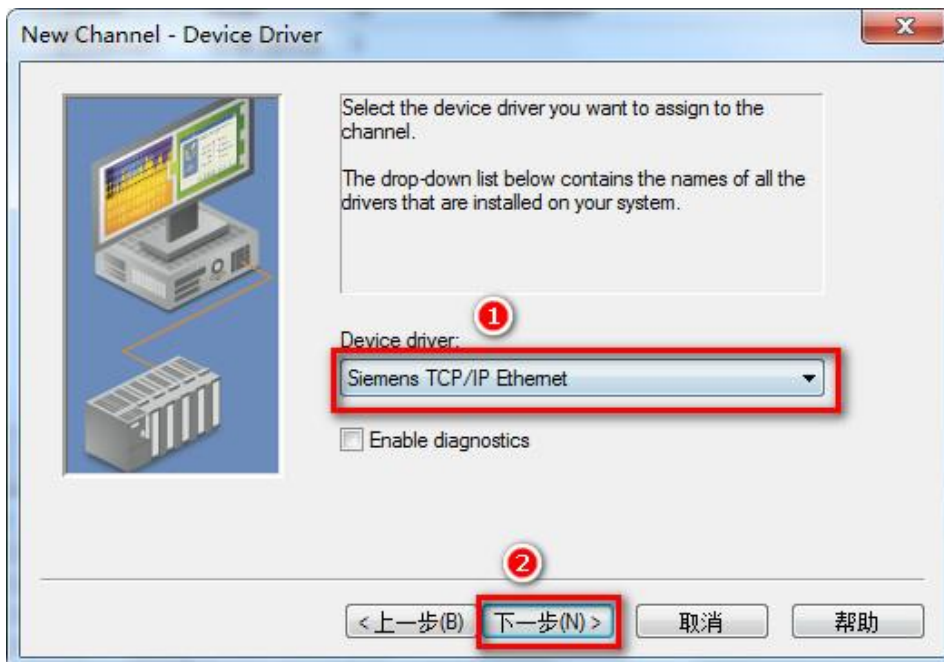 New Channel - Device Driver
Select the device driver you want to assign to the
channel.
The drop-down list below contains the names of all the
drivers that are installed on your system.
1
Device driver:
Siemens TCP/IP Ethernet
Enable diagnostics
2
<上一步(B) 下一步(N)> 取消 帮助